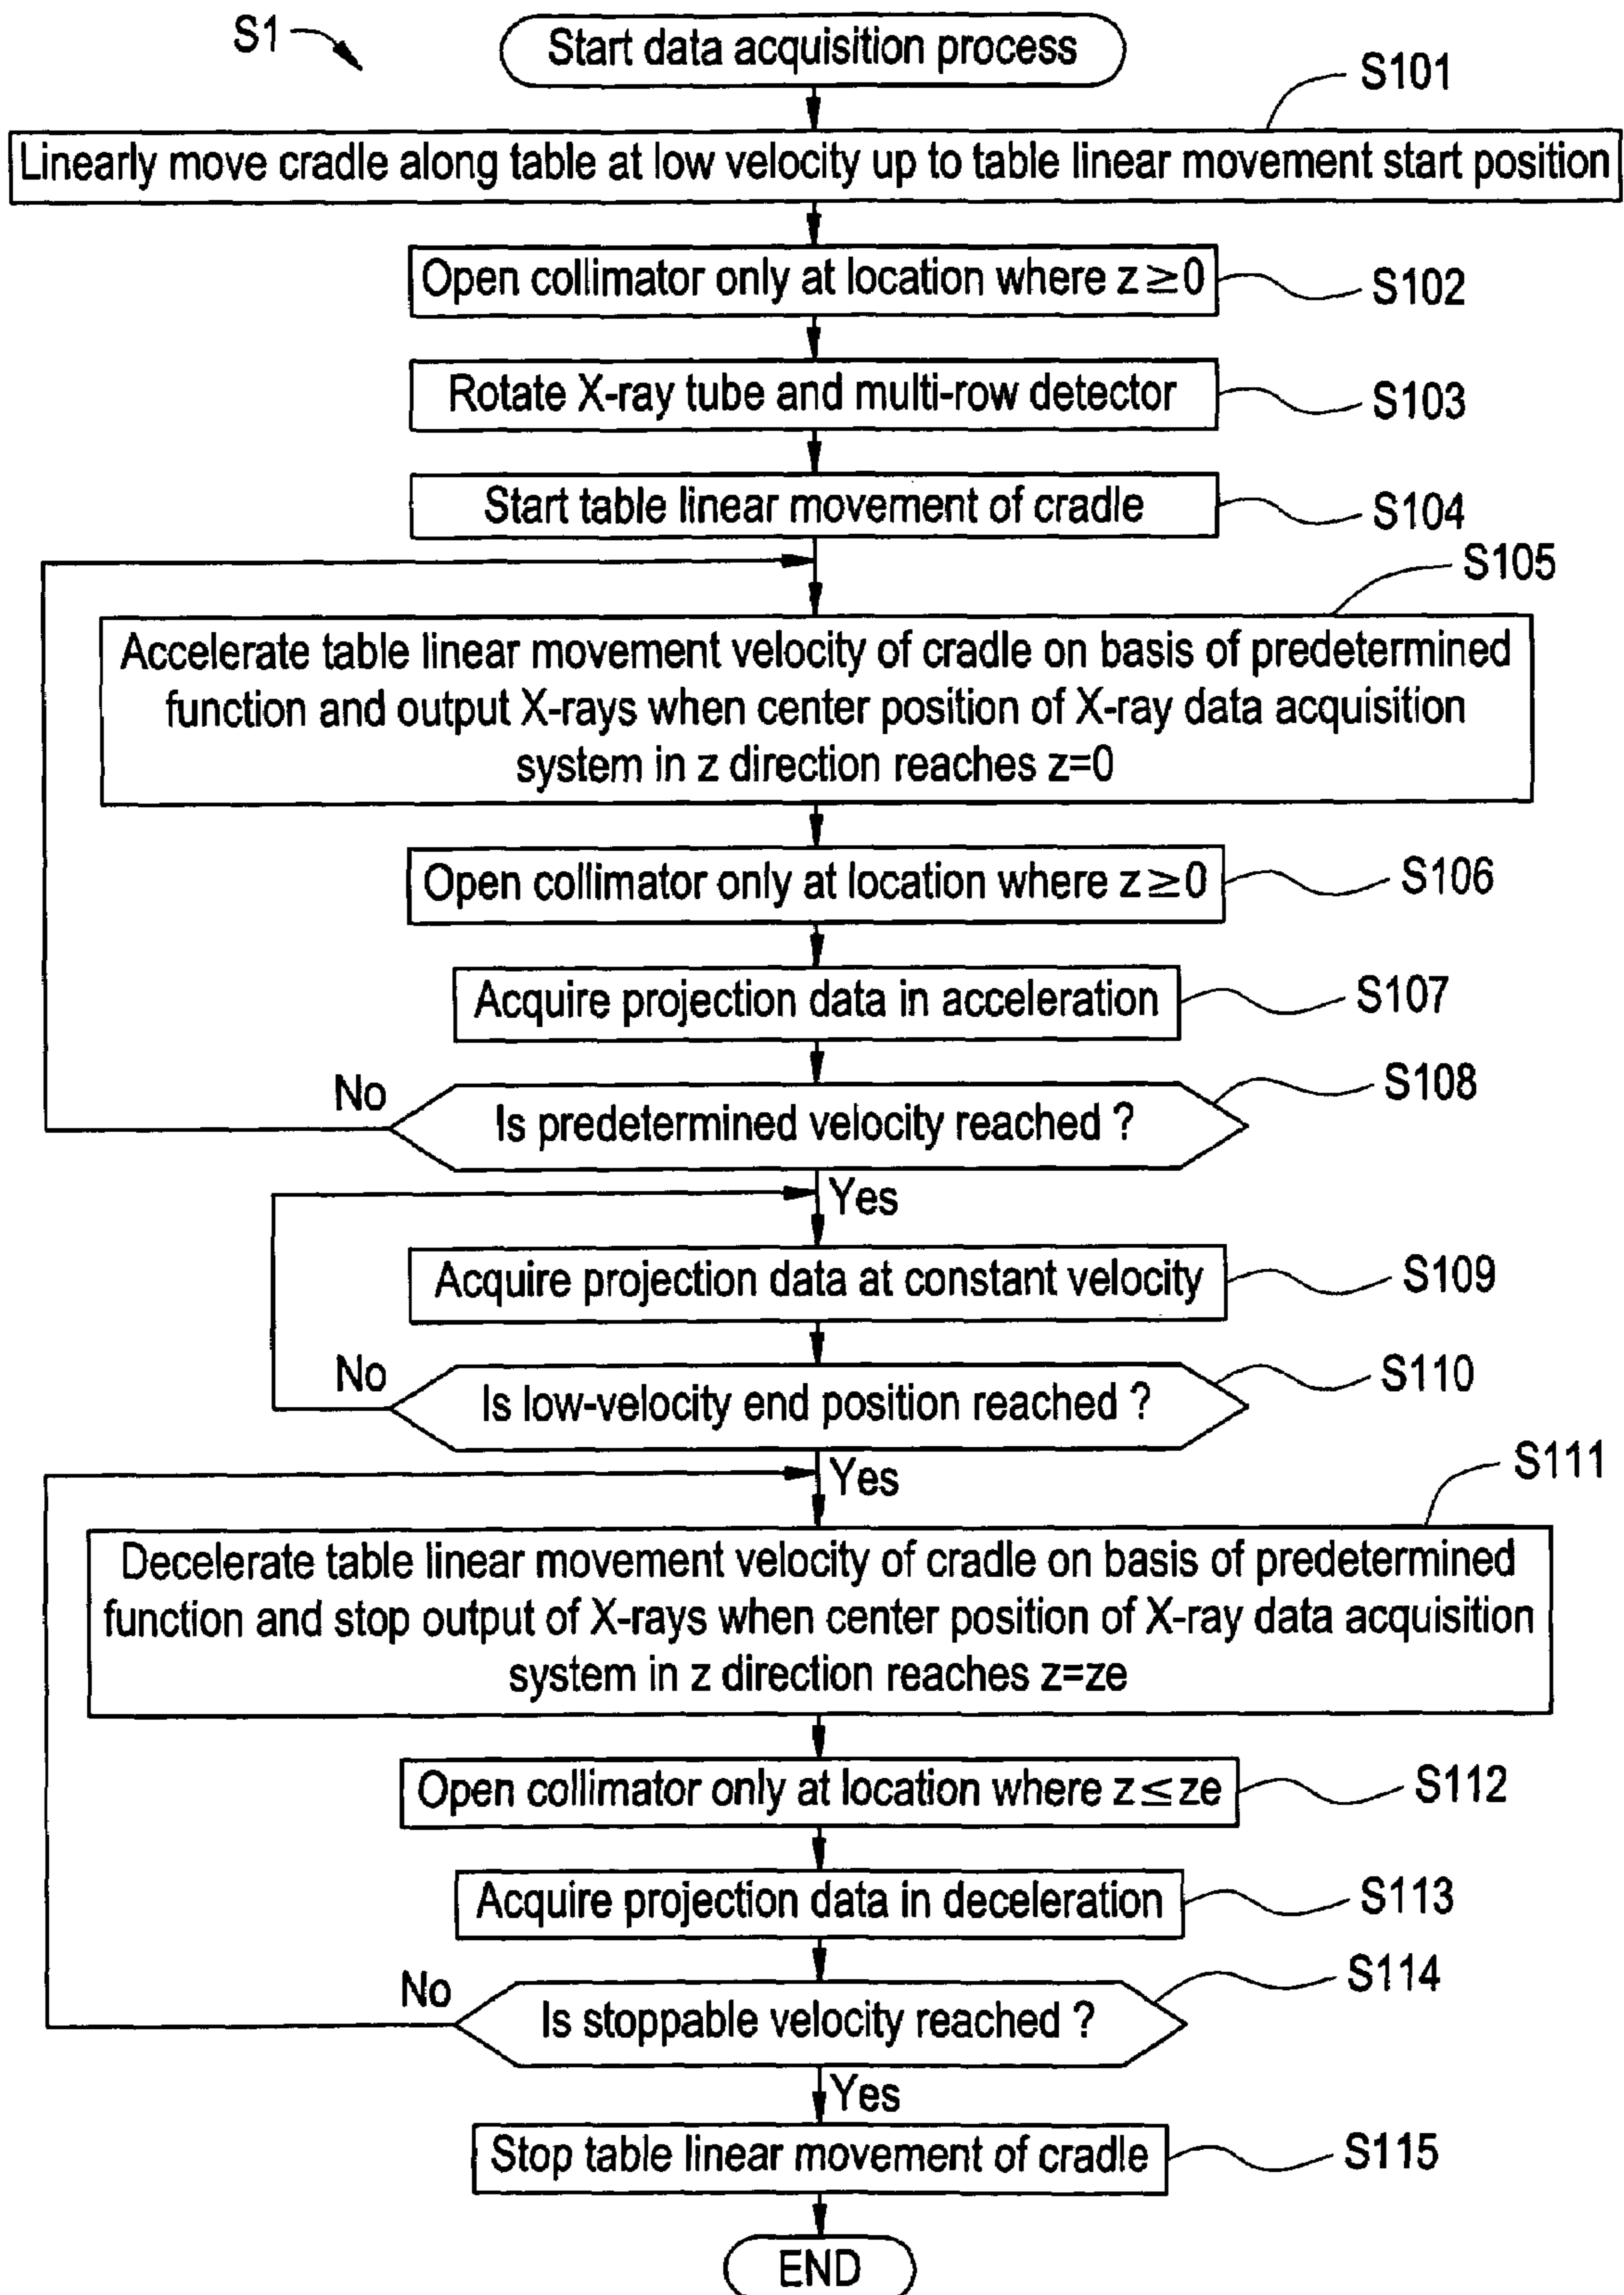 S1
Start data acquisition process
S101
Linearly move cradle along table at low velocity up to table linear movement start position
Open collimator only at location where z ≥ 0
S102
Rotate X-ray tube and multi-row detector
S103
Start table linear movement of cradle
S104
S105
Accelerate table linear movement velocity of cradle on basis of predetermined
function and output X-rays when center position of X-ray data acquisition
system in z direction reaches z=0
Open collimator only at location where z ≥ 0
S106
Acquire projection data in acceleration
S107
No
Is predetermined velocity reached ?
S108
Yes
Acquire projection data at constant velocity
S109
No
Is low-velocity end position reached ?
S110
Yes
S111
Decelerate table linear movement velocity of cradle on basis of predetermined
function and stop output of X-rays when center position of X-ray data acquisition
system in z direction reaches z=ze
Open collimator only at location where z ≤ ze
S112
Acquire projection data in deceleration
S113
No
Is stoppable velocity reached ?
S114
Yes
Stop table linear movement of cradle
S115
END